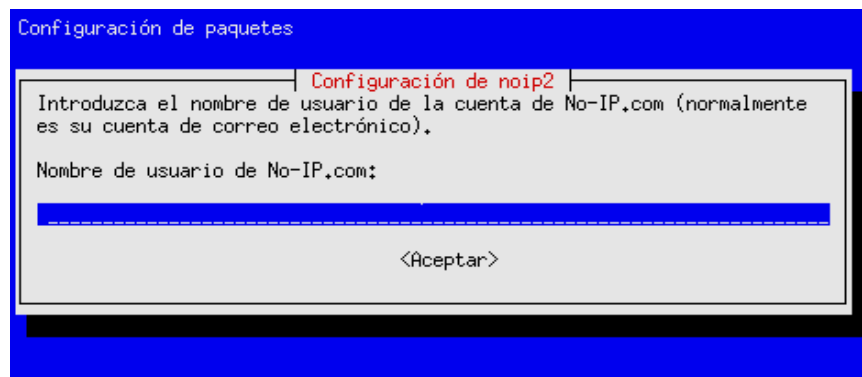 Configuración de paquetes
Configuración de noip2
Introduzca el nombre de usuario de la cuenta de No-IP.com (normalmente
es su cuenta de correo electrónico).
Nombre de usuario de No-IP.com:
<Aceptar>